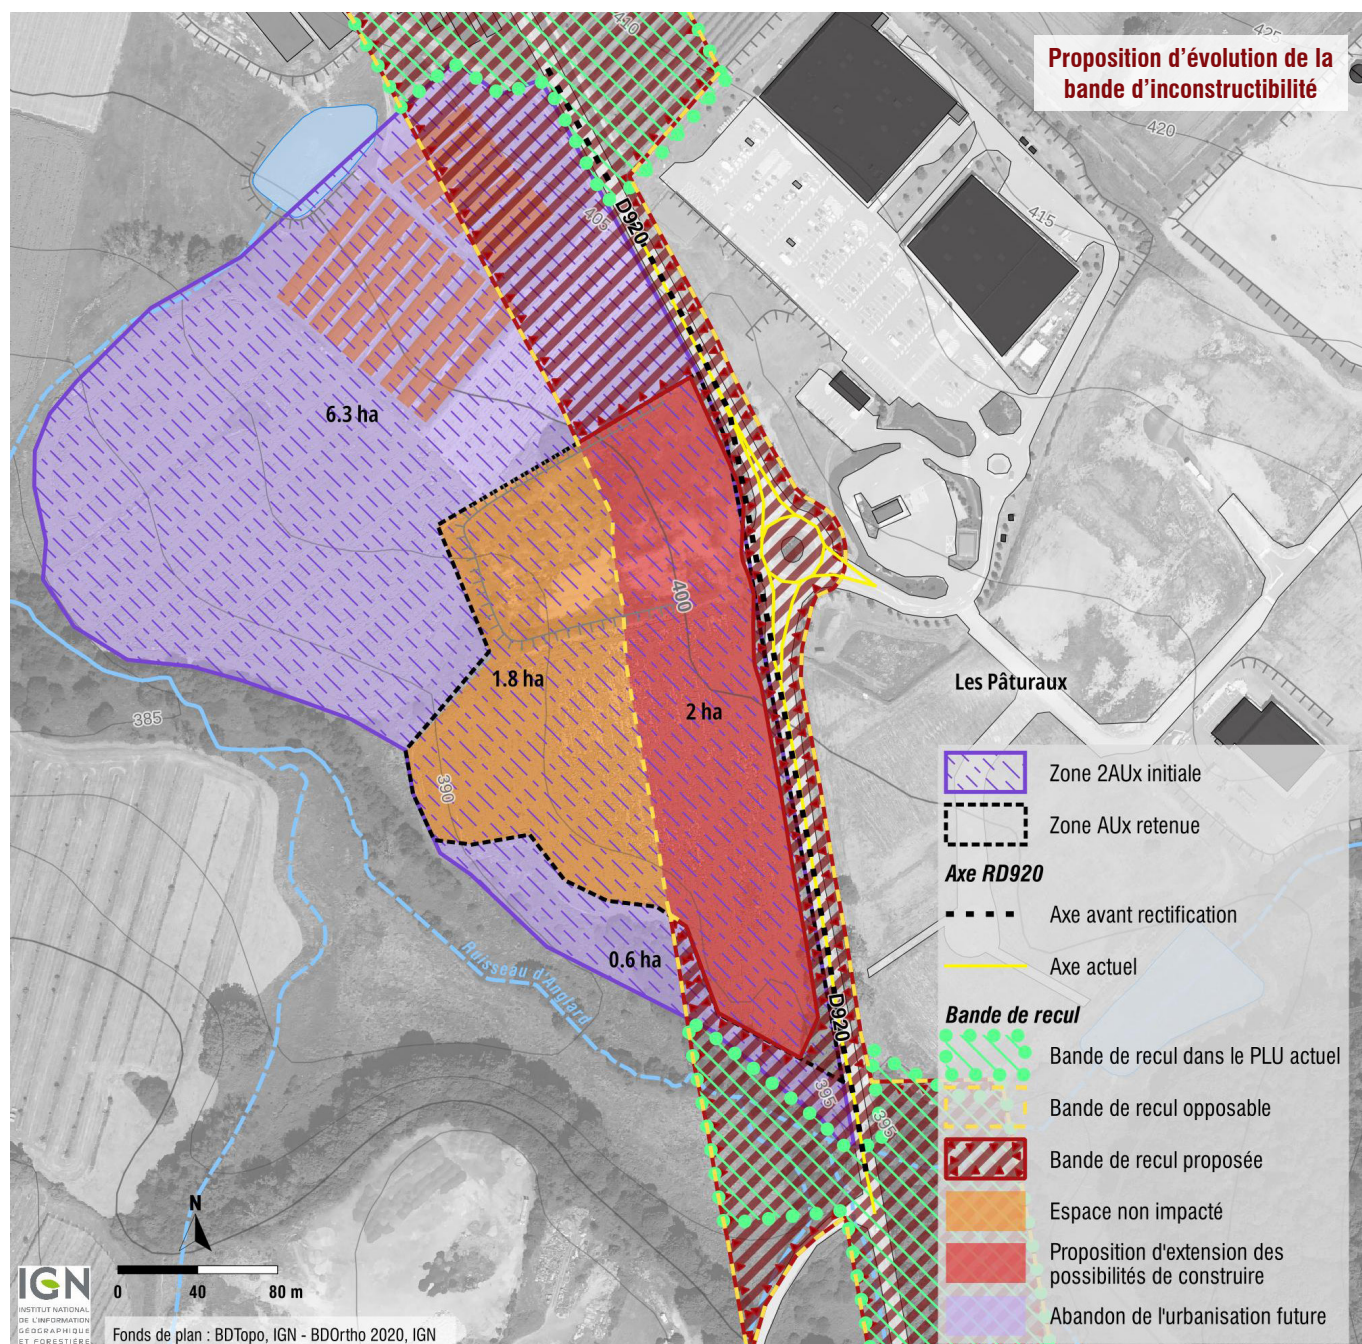 Proposition d'évolution de la
bande d'inconstructibilité
410
425
420
415
405
D920
6.3 ha
400
1.8 ha
2 ha
Les Pâturaux
385
390
0.6 ha
Ruisseau d'Anglard
D920
395
395
Zone 2AUx initiale
Zone AUx retenue
Axe RD920
Axe avant rectification
Axe actuel
Bande de recul
Bande de recul dans le PLU actuel
Bande de recul opposable
Bande de recul proposée
Espace non impacté
Proposition d'extension des
possibilités de construire
Abandon de l'urbanisation future
N
0 40 80 m
IGN
INSTITUT NATIONAL
DE L'INFORMATION
GÉOGRAPHIQUE
ET FORESTIÈRE
Fonds de plan : BDTopo, IGN - BDOrtho 2020, IGN